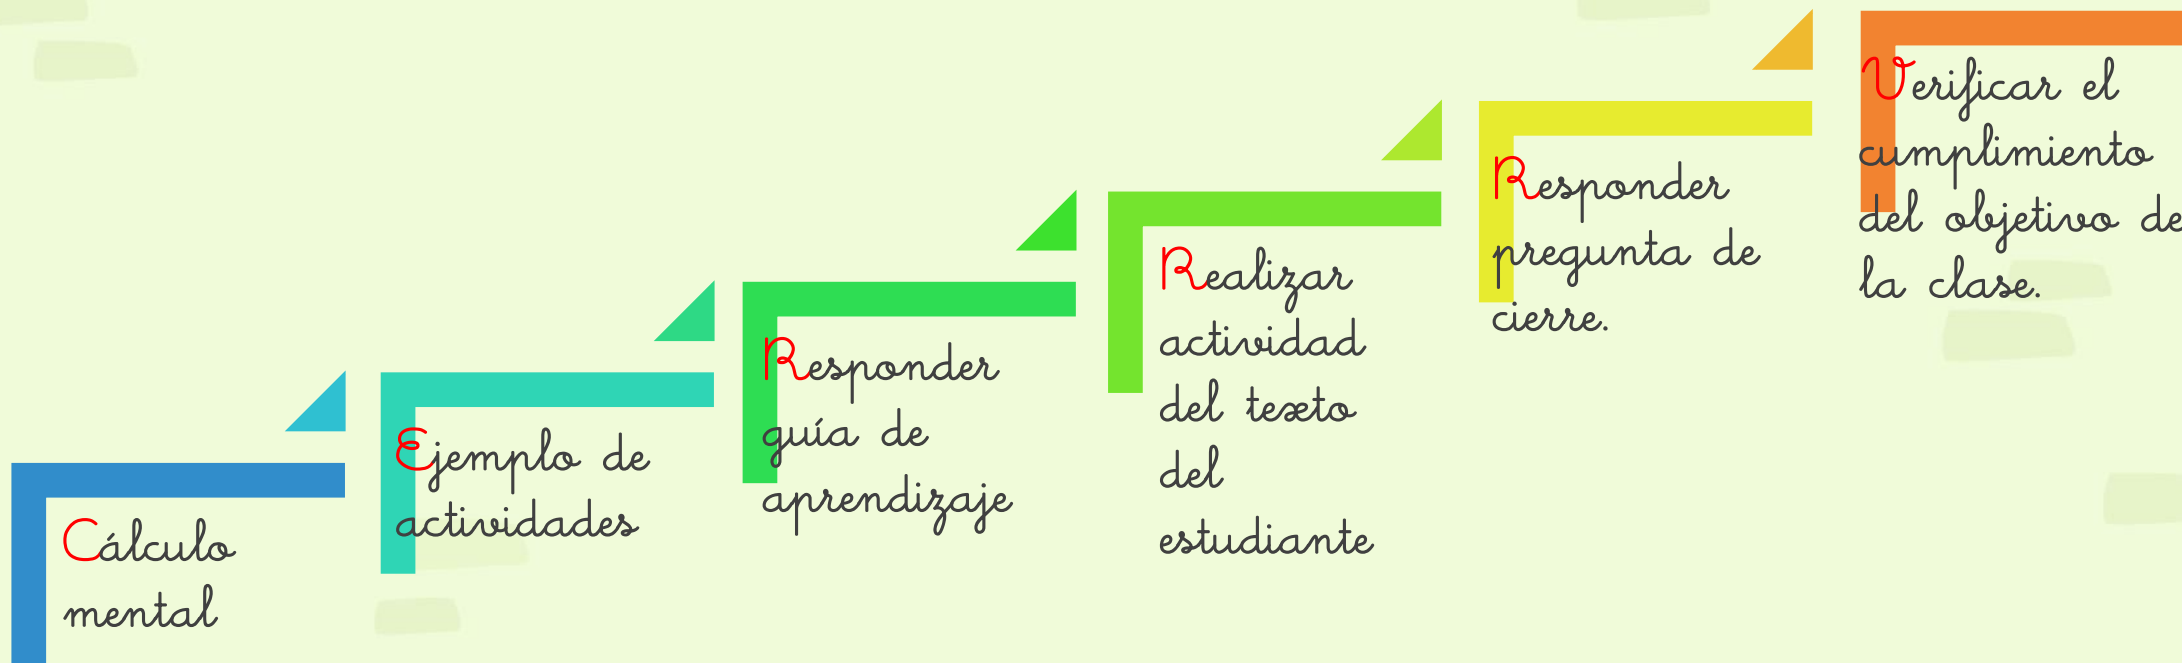 Cálculo
mental
Ejemplo de
actividades
Responder
guía de
aprendizaje
Realizar
actividad
del texto
del
estudiante
Responder
pregunta de
cierre.
Verificar el
cumplimiento
del objetivo de
la clase.